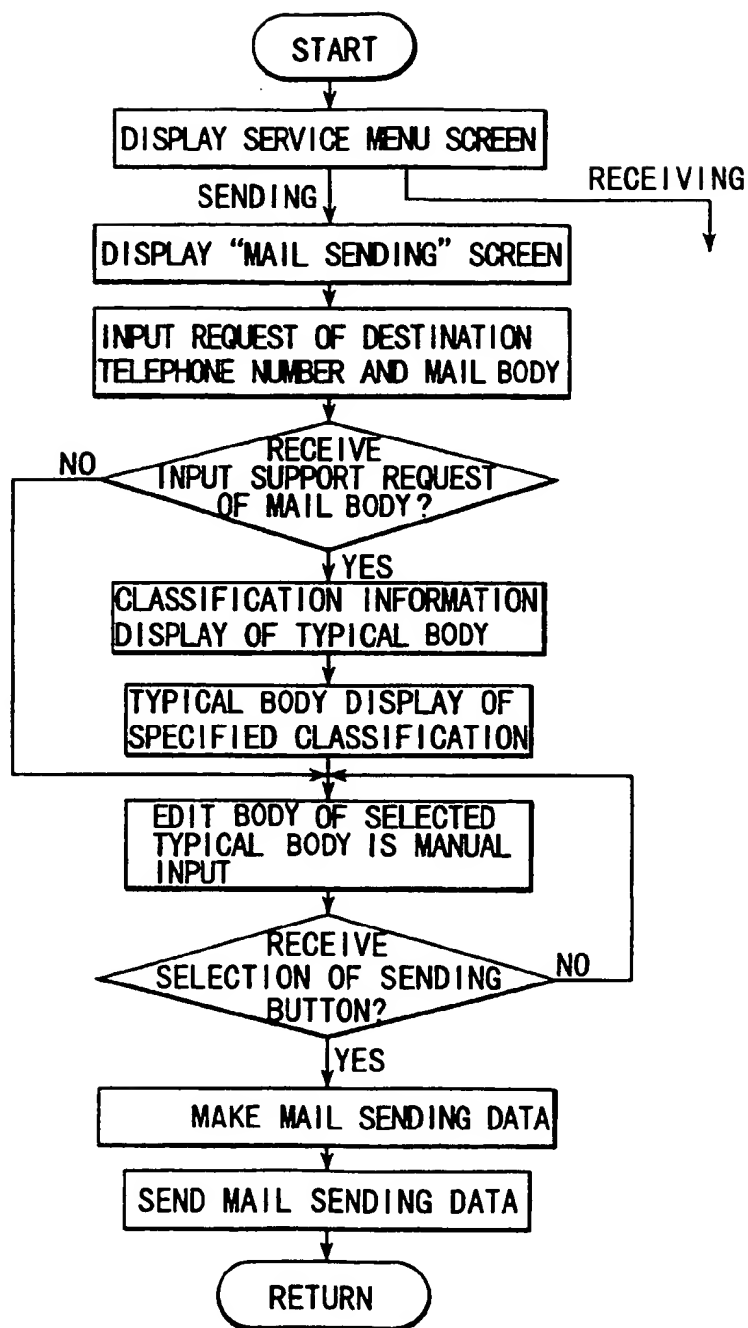 START
DISPLAY SERVICE MENU SCREEN
SENDING
RECEIVING
DISPLAY “MAIL SENDING” SCREEN
INPUT REQUEST OF DESTINATION
TELEPHONE NUMBER AND MAIL BODY
RECEIVE
INPUT SUPPORT REQUEST
OF MAIL BODY?
NO
YES
CLASSIFICATION INFORMATION
DISPLAY OF TYPICAL BODY
TYPICAL BODY DISPLAY OF
SPECIFIED CLASSIFICATION
EDIT BODY OF SELECTED
TYPICAL BODY IS MANUAL
INPUT
RECEIVE
SELECTION OF SENDING
BUTTON?
NO
YES
MAKE MAIL SENDING DATA
SEND MAIL SENDING DATA
RETURN